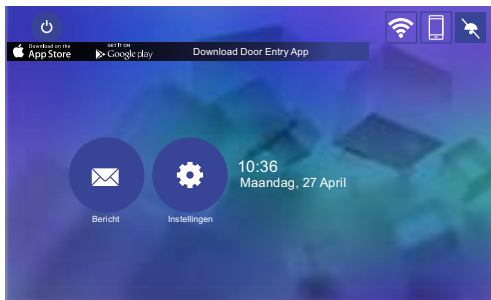 Download on the
App Store
GET IT ON
Google play
Download Door Entry App
10:36
Maandag, 27 April
Bericht
Instellingen